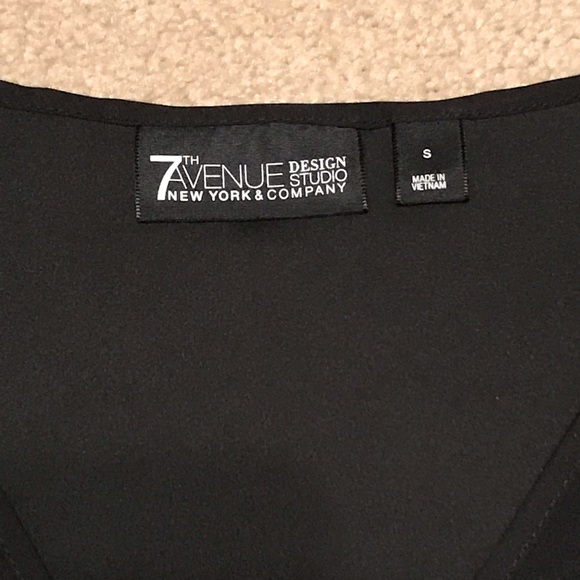 7TH AVENUE DESIGN STUDIO
NEW YORK & COMPANY
S
MADE IN
VIETNAM